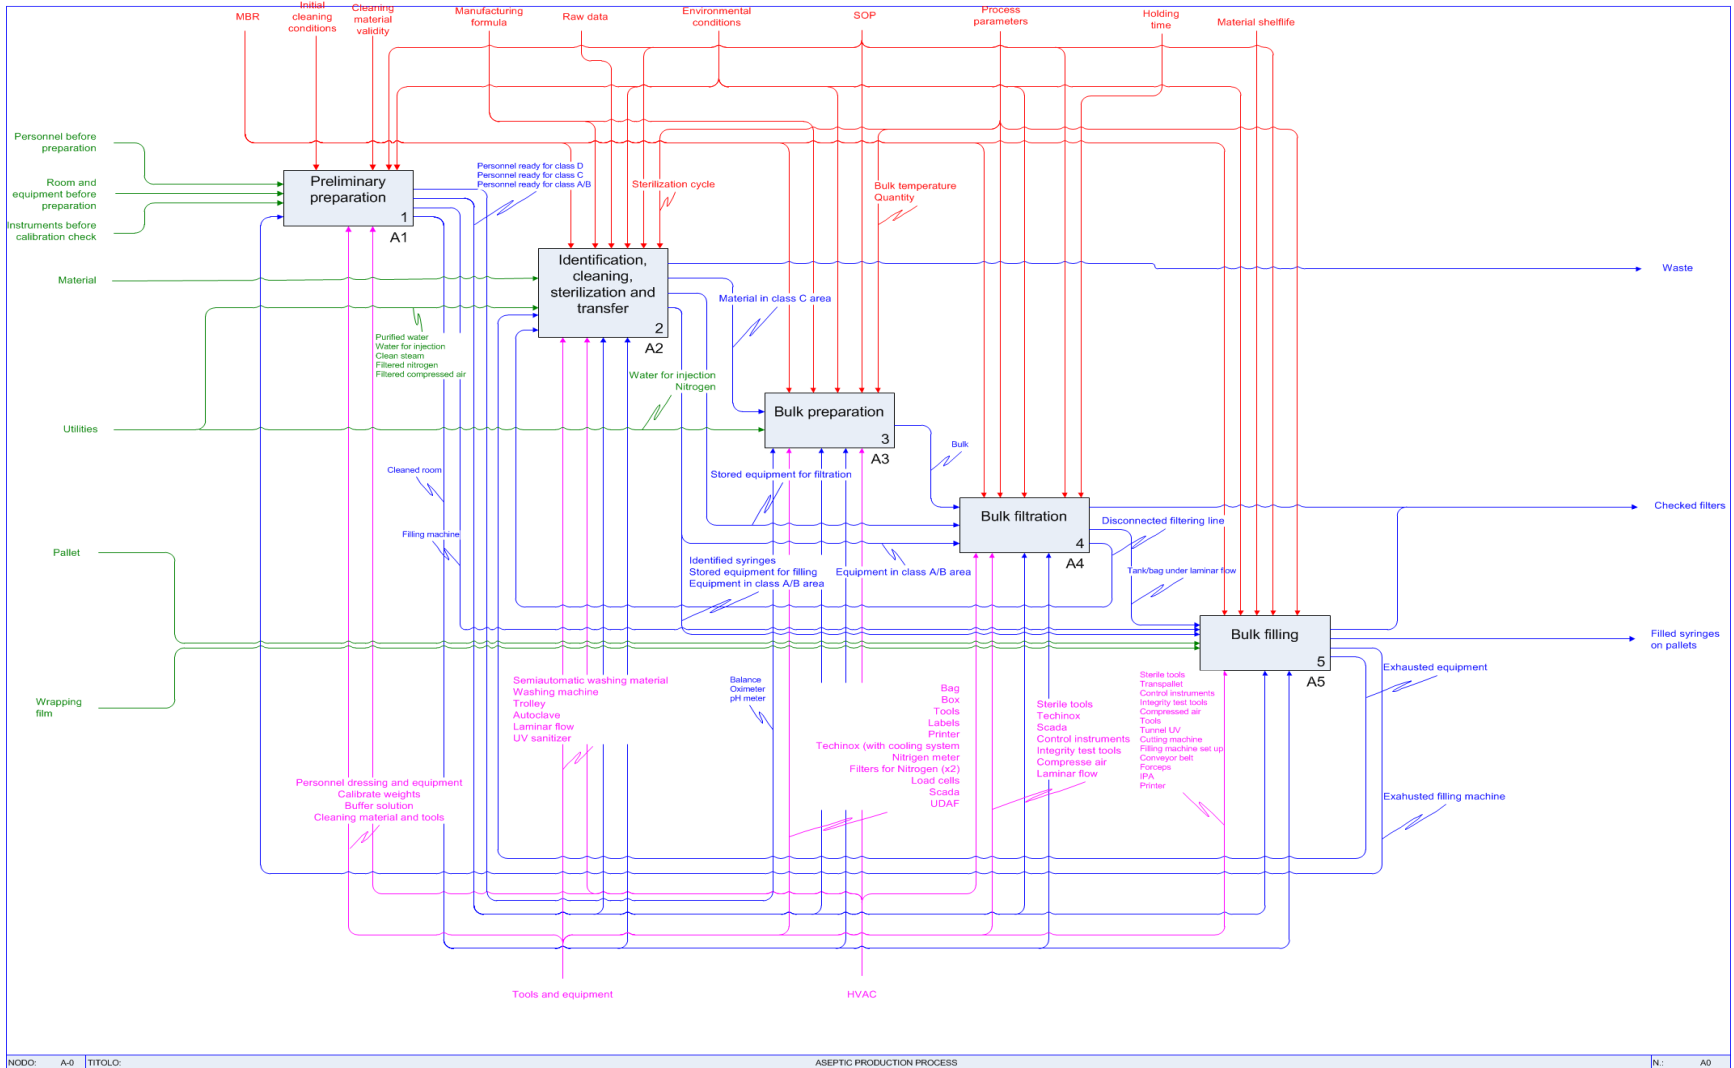 MBR
Initial
cleaning
conditions
Cleaning
material
validity
Manufacturing
formula
Raw data
Environmental
conditions
SOP
Process
parameters
Holding
time
Material shelflife
Personnel before
preparation
Room and
equipment before
preparation
Instruments before
calibration check
Preliminary
preparation
1
A1
Personnel ready for class D
Personnel ready for class C
Personnel ready for class A/B
Sterilization cycle
Bulk temperature
Quantity
Material
Identification,
cleaning,
sterilization and
transfer
2
A2
Waste
Material in class C area
Purified water
Water for injection
Clean steam
Filtered nitrogen
Filtered compressed air
Water for injection
Nitrogen
Utilities
Bulk preparation
3
A3
Bulk
Cleaned room
Stored equipment for filtration
Bulk filtration
4
A4
Checked filters
Disconnected filtering line
Filling machine
Pallet
Identified syringes
Stored equipment for filling
Equipment in class A/B area
Equipment in class A/B area
Tank/bag under laminar flow
Bulk filling
5
A5
Filled syringes
on pallets
Exhausted equipment
Wrapping
film
Semiautomatic washing material
Washing machine
Trolley
Autoclave
Laminar flow
UV sanitizer
Balance
Oximeter
pH meter
Bag
Box
Tools
Labels
Printer
Techinox (with cooling system
Nitrigen meter
Filters for Nitrogen (x2)
Load cells
Scada
UDAF
Sterile tools
Techinox
Scada
Control instruments
Integrity test tools
Compresse air
Laminar flow
Sterile tools
Transpallet
Control instruments
Integrity test tools
Compressed air
Tools
Tunnel UV
Cutting machine
Filling machine set up
Conveyor belt
Forceps
IPA
Printer
Personnel dressing and equipment
Calibrate weights
Buffer solution
Cleaning material and tools
Exahusted filling machine
Tools and equipment
HVAC
NODO: A-0 TITOLO: ASEPTIC PRODUCTION PROCESS N.: A0